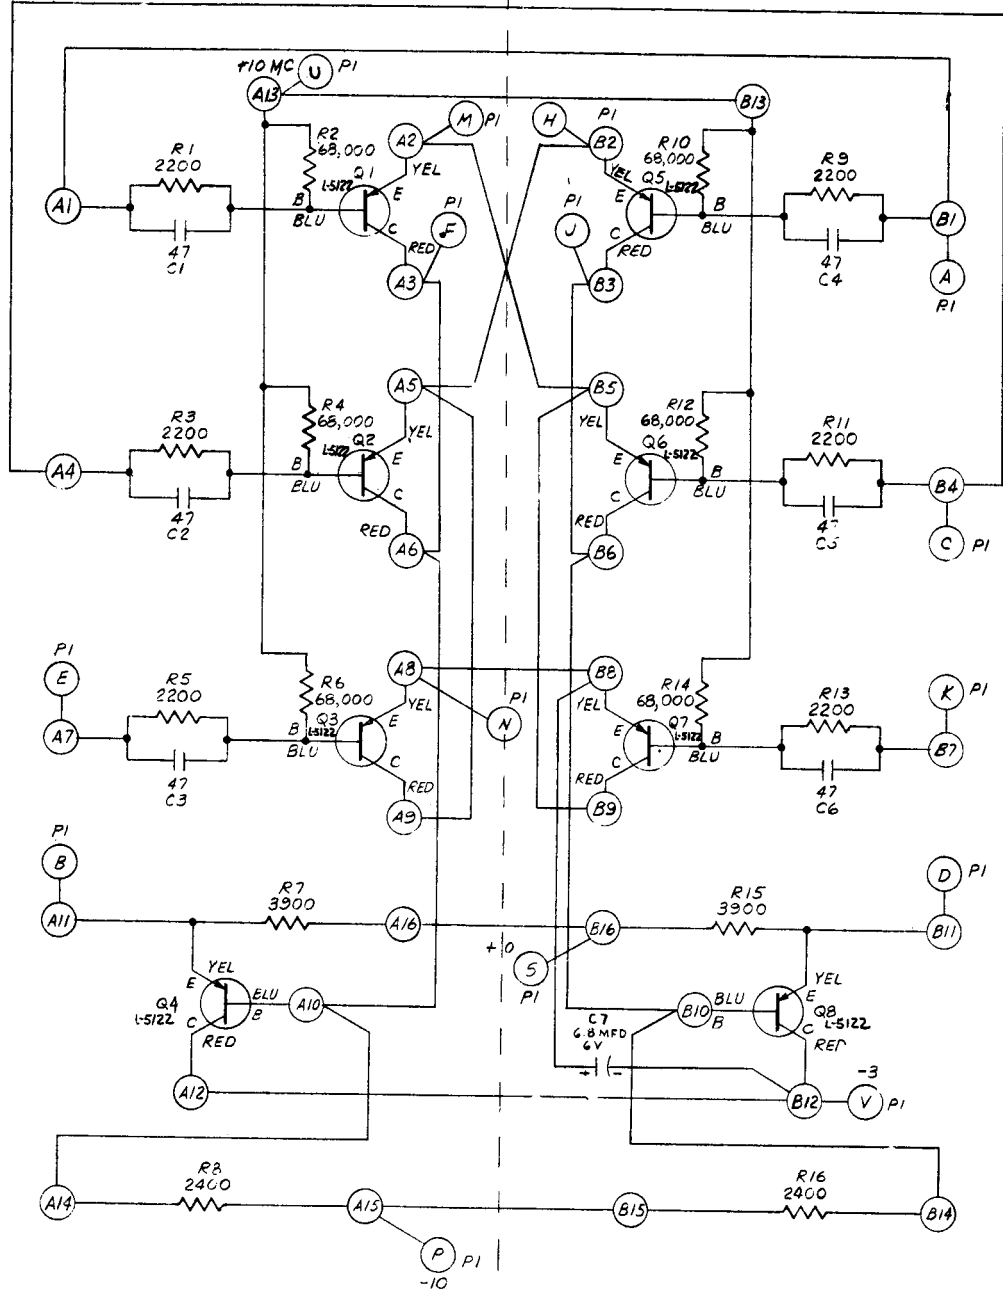 +10 MC
U
P1
A13
B13
R2
68,000
A2
M
P1
H
P1
B2
R10
68,000
R1
2200
Q1
L-5122
YEL
E
YEL
E
Q5
L-5122
R9
2200
A1
B
BLU
C
RED
P1
F
P1
J
C
RED
B
BLU
B1
47
C1
A3
B3
47
C4
A
P1
A5
B5
R3
2200
R4
68,000
Q2
L-5122
YEL
E
YEL
E
R12
68,000
Q6
L-5122
R11
2200
A4
B
BLU
C
RED
C
RED
B
BLU
B4
47
C2
A6
B6
47
C5
C
P1
P1
E
A8
B8
P1
K
R5
2200
R6
68,000
Q3
L-5122
YEL
E
P1
N
YEL
E
R14
68,000
Q7
L-5122
R13
2200
A7
B
BLU
C
RED
C
RED
B
BLU
B7
47
C3
A9
B9
47
C6
P1
B
D
P1
A11
R7
3900
A16
B16
R15
3900
B11
+0
S
P1
YEL
E
Q4
L-5122
BLU
B
A10
C
RED
C7
6.8 MFD
6V
+
-
B10
BLU
B
YEL
E
Q8
L-5122
C
RED
A12
B12
-3
V
P1
A14
R8
2400
A15
B15
R16
2400
B14
P
P1
-10